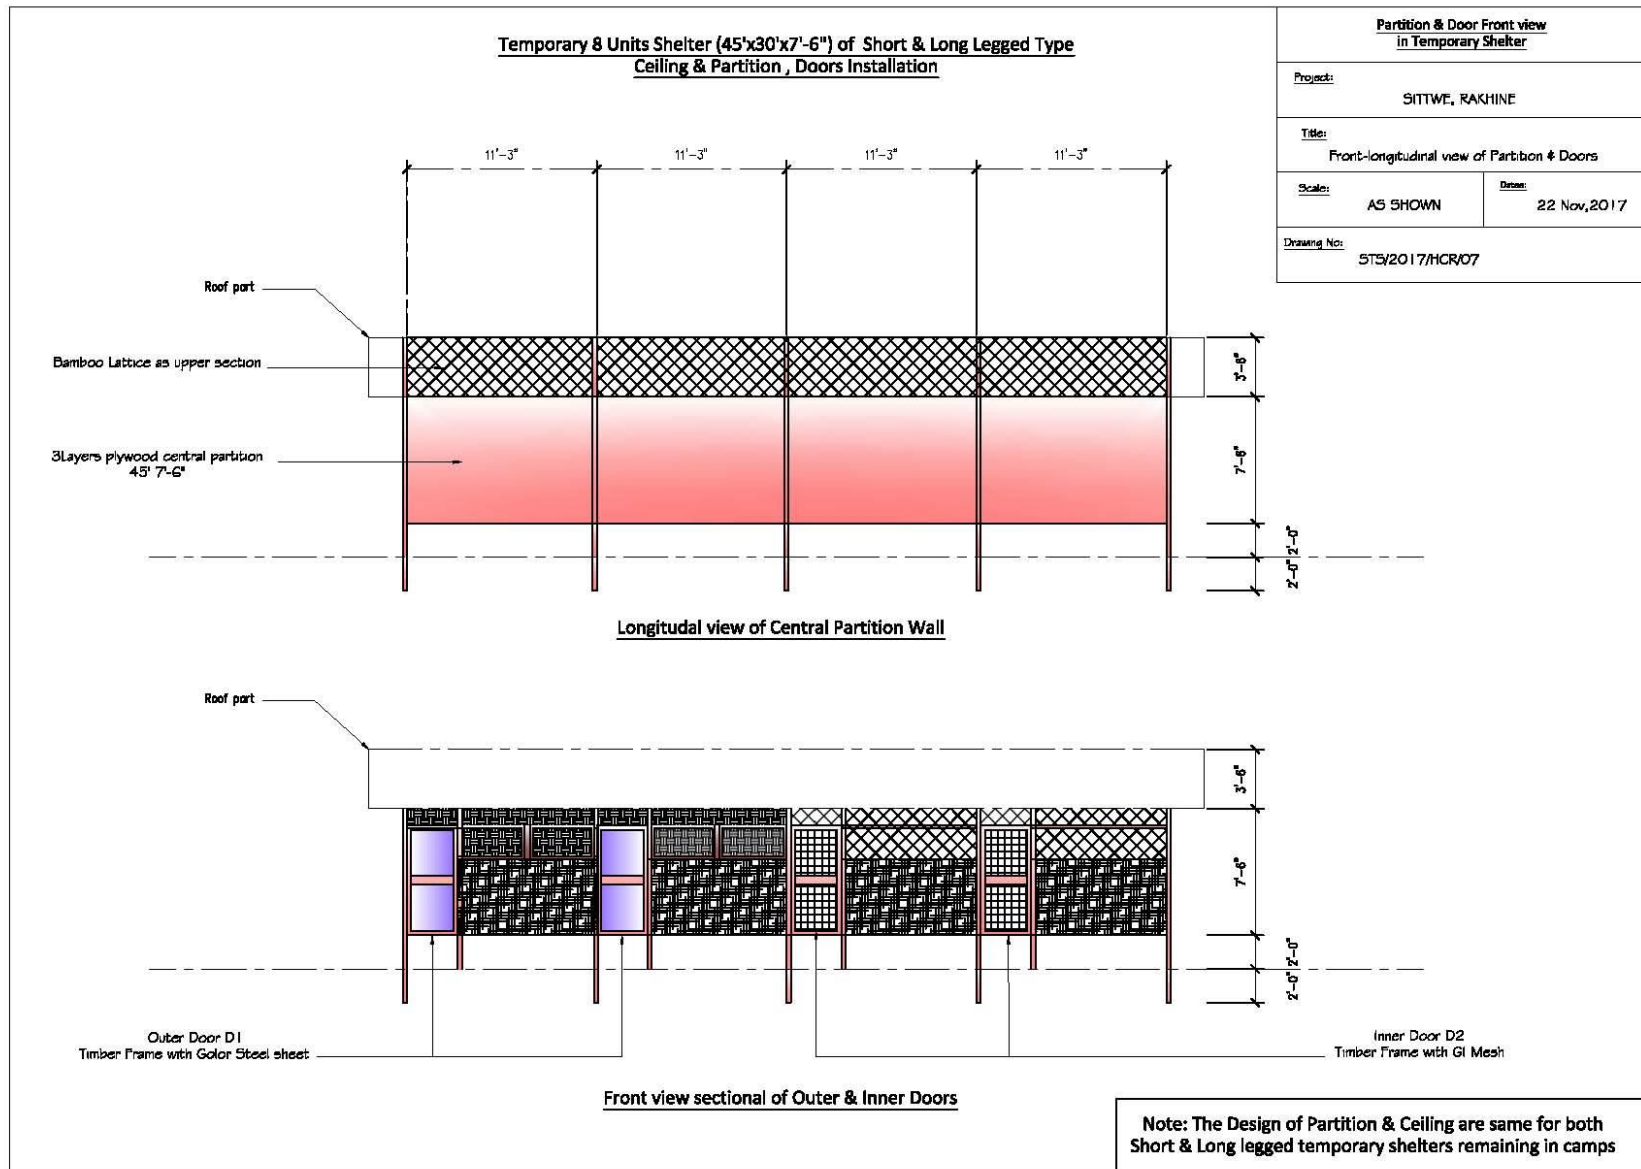 Temporary 8 Units Shelter (45'x30'x7'-6") of Short & Long Legged Type
Ceiling & Partition , Doors Installation
Partition & Door Front view
in Temporary Shelter
Project:
SITTWE, RAKHINE
Title:
Front-longitudinal view of Partition & Doors
Scale:
AS SHOWN
Dates:
22 Nov,2017
Drawing No:
STS/2017/HCR/07
11'-3"
11'-3"
11'-3"
11'-3"
Roof part
Bamboo Lattice as upper section
3Layers plywood central partition
45' 7'-6"
3'-6"
7'-6"
2'-0"
2'-0"
Longitudal view of Central Partition Wall
Roof part
3'-6"
7'-6"
2'-0"
2'-0"
Outer Door D1
Timber Frame with Golor Steel sheet
Inner Door D2
Timber Frame with GI Mesh
Front view sectional of Outer & Inner Doors
Note: The Design of Partition & Ceiling are same for both
Short & Long legged temporary shelters remaining in camps